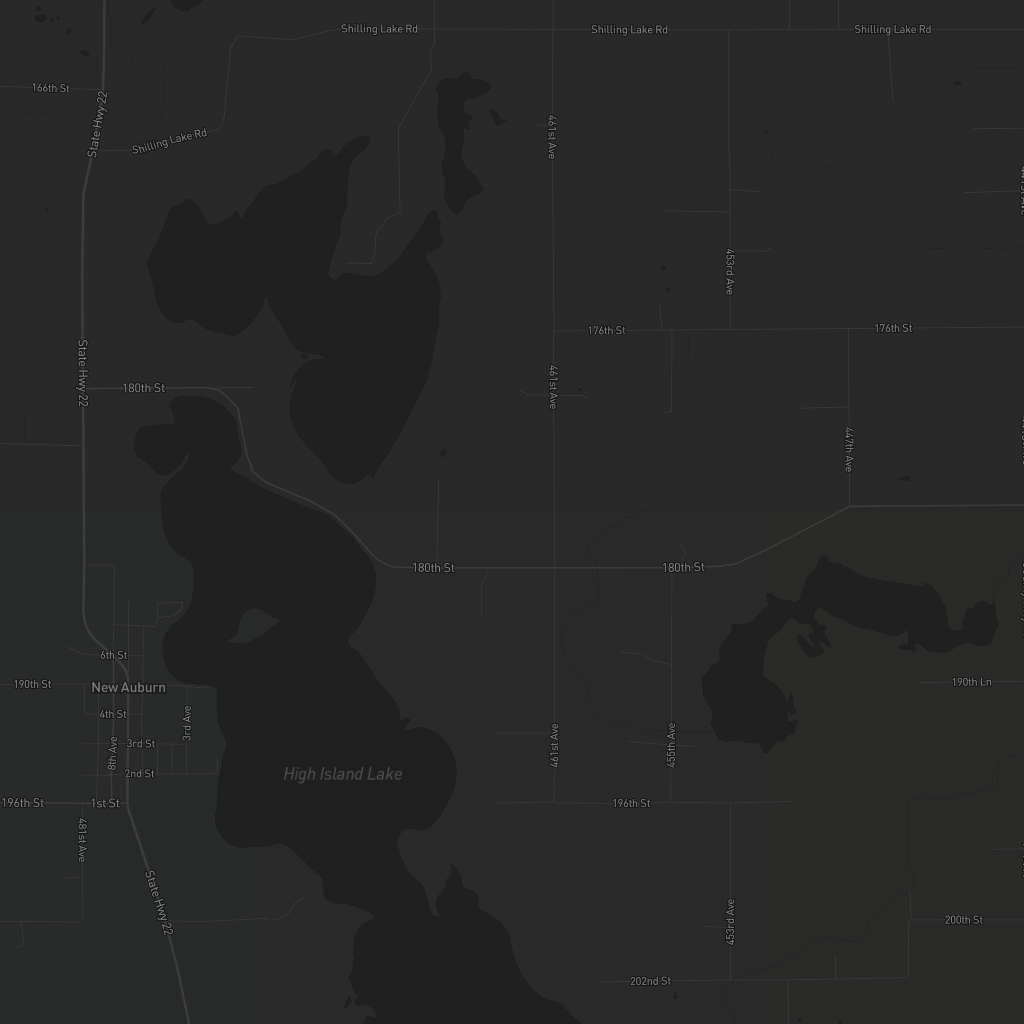 Shilling Lake Rd
Shilling Lake Rd
Shilling Lake Rd
166th St
State Hwy 22
Shilling Lake Rd
461st Ave
453rd Ave
176th St
176th St
State Hwy 22
180th St
461st Ave
447th Ave
180th St
180th St
6th St
190th St
New Auburn
190th Ln
4th St
3rd Ave
3rd St
8th Ave
461st Ave
455th Ave
2nd St
High Island Lake
196th St
1st St
196th St
481st Ave
State Hwy 22
453rd Ave
200th St
202nd St